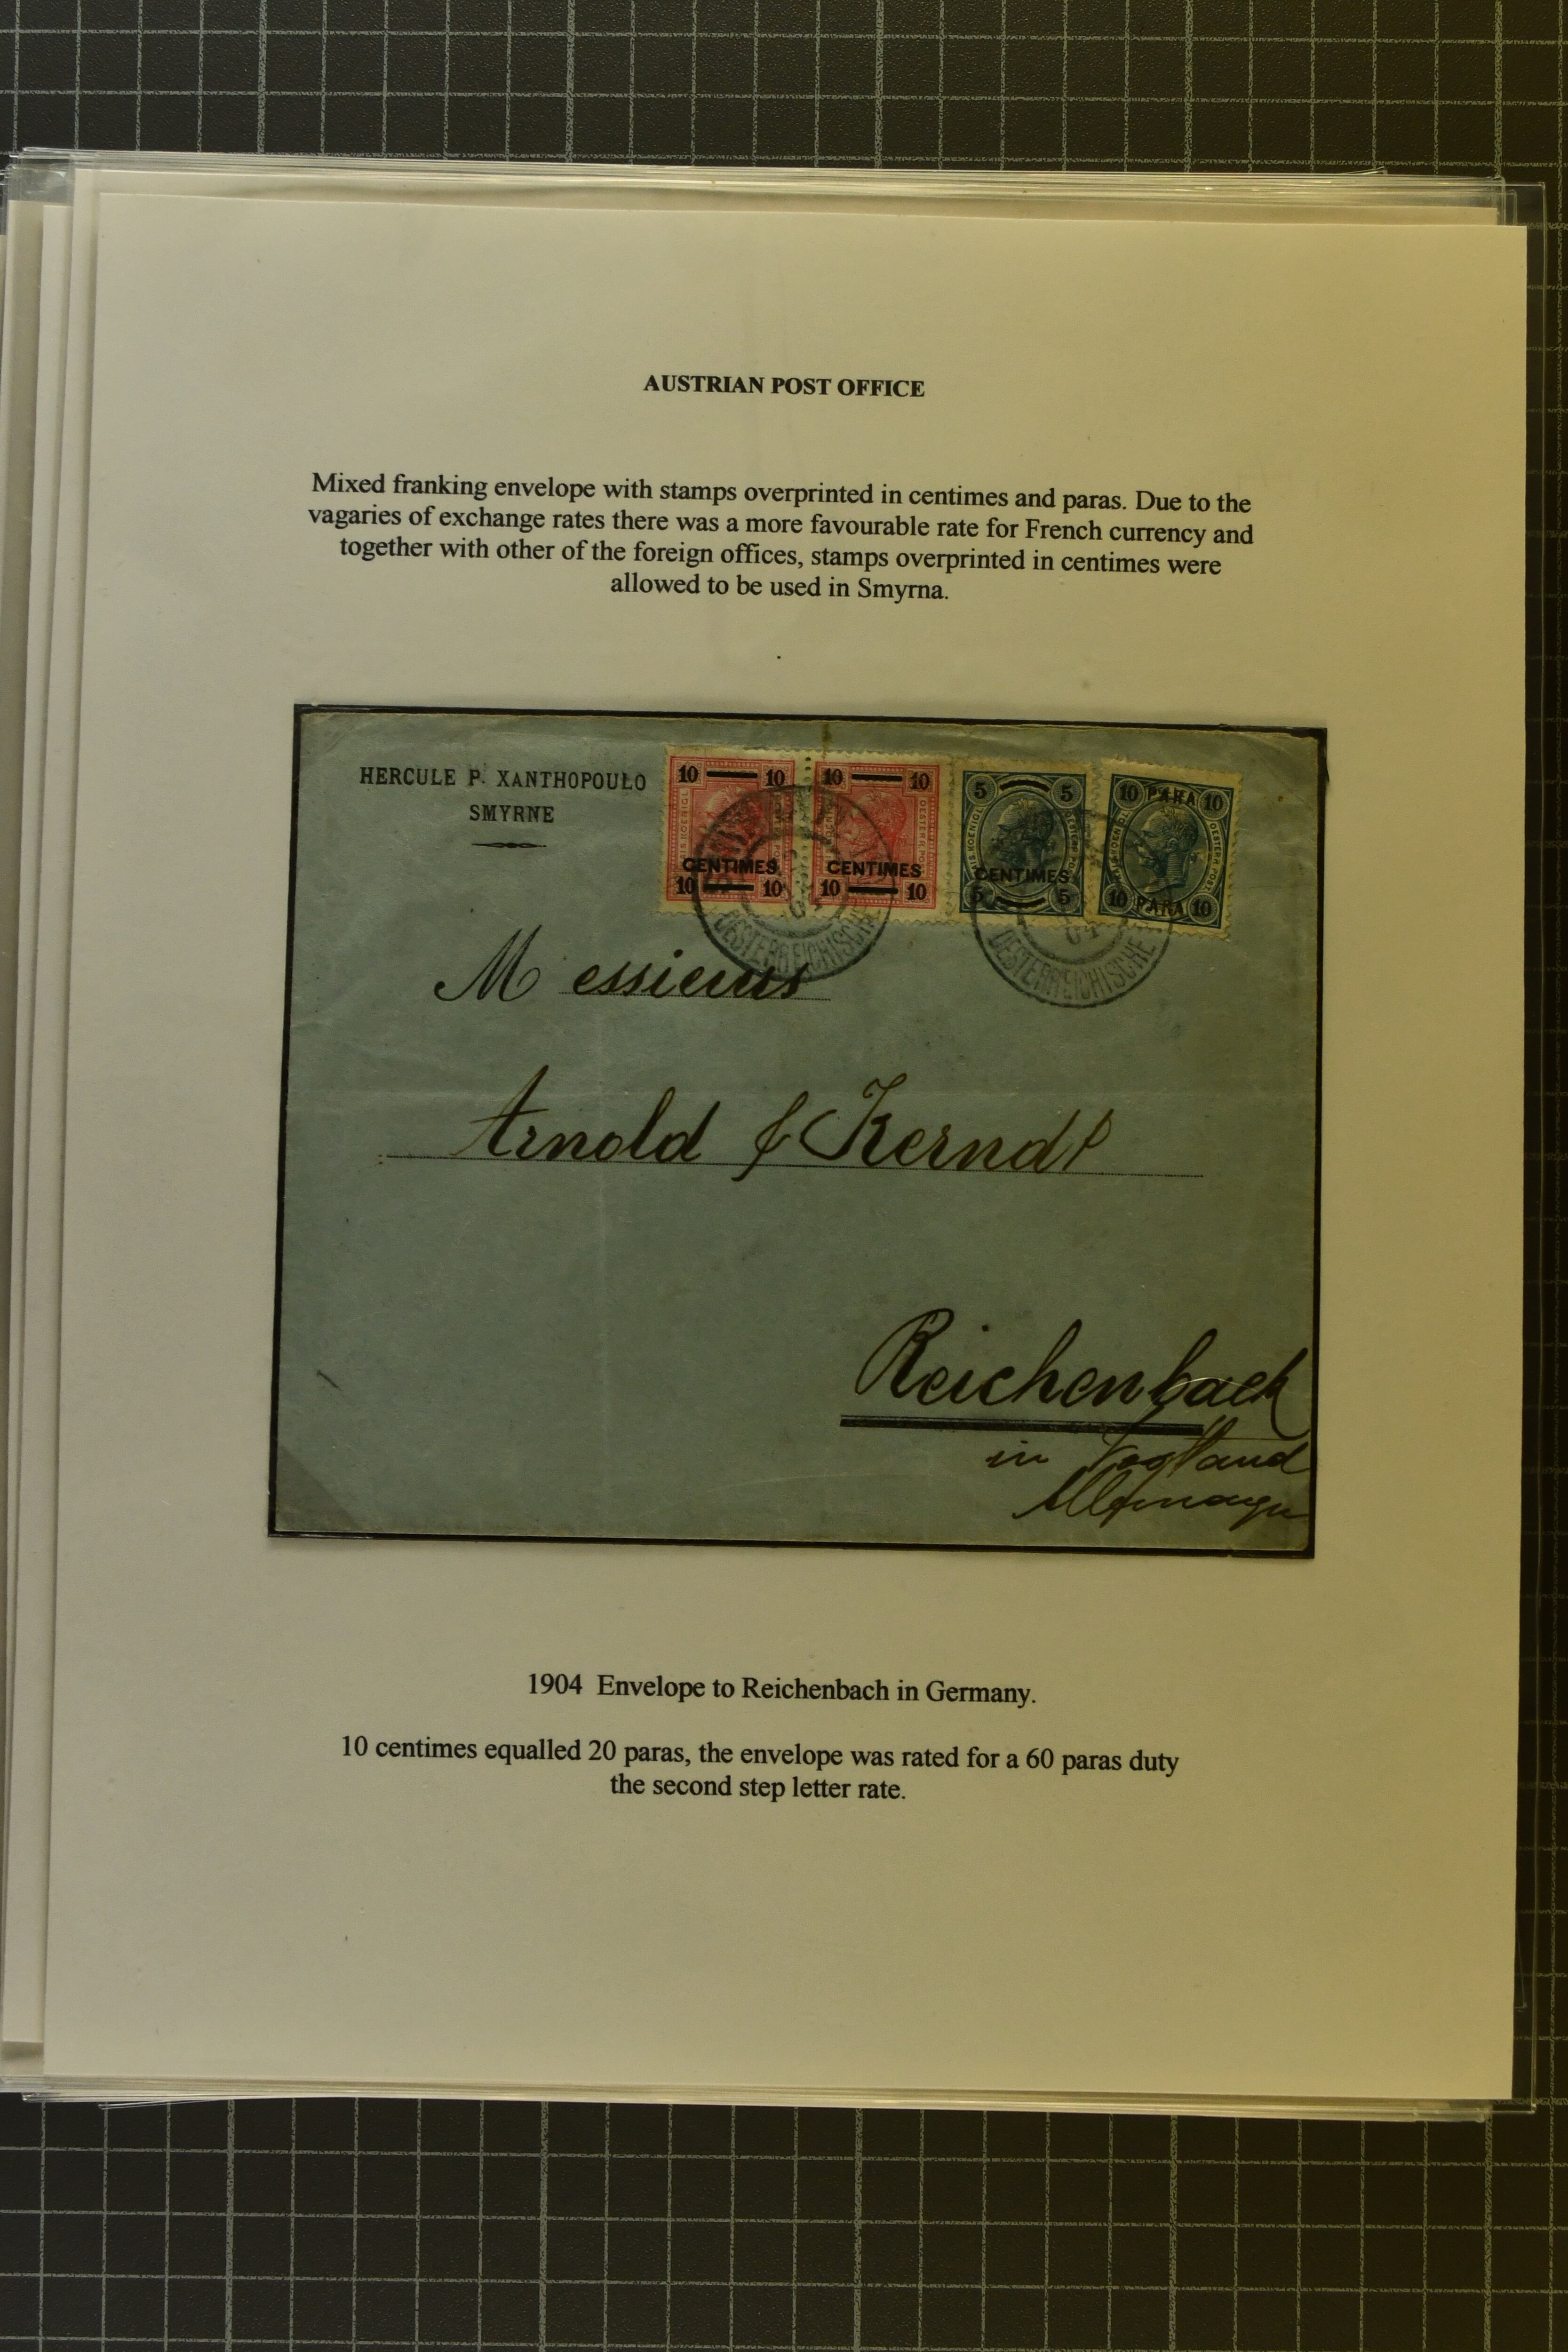 AUSTRIAN POST OFFICE
Mixed franking envelope with stamps overprinted in centimes and paras. Due to the
vagaries of exchange rates there was a more favourable rate for French currency and
together with other of the foreign offices, stamps overprinted in centimes were
allowed to be used in Smyrna.
HERCULE P. XANTHOPOULO
SMYRNE
10 10
CENTIMES
10 10
10 10
CENTIMES
10 10
5 5
CENTIMES
5 5
10 PARA 10
10 PARA 10
OESTERREICHISCHE
04
OESTERREICHISCHE
Messieurs
Arnold & Kerndt
Reichenbach
in Vogtland
Allemagne
1904 Envelope to Reichenbach in Germany.
10 centimes equalled 20 paras, the envelope was rated for a 60 paras duty
the second step letter rate.